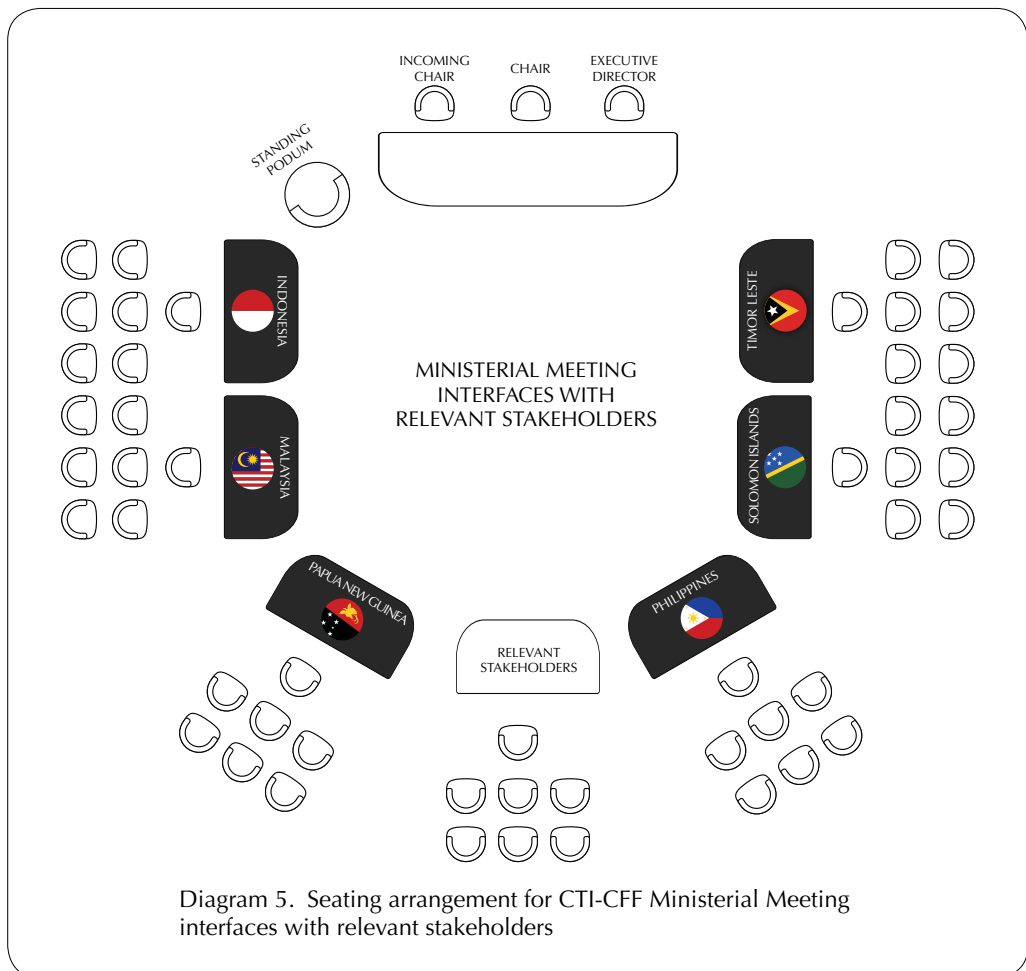 INCOMING
CHAIR
CHAIR
EXECUTIVE
DIRECTOR
STANDING
PODUM
INDONESIA
TIMOR LESTE
MINISTERIAL MEETING
INTERFACES WITH
RELEVANT STAKEHOLDERS
MALAYSIA
SOLOMON ISLANDS
PAPUA NEW GUINEA
PHILIPPINES
RELEVANT
STAKEHOLDERS
Diagram 5. Seating arrangement for CTI-CFF Ministerial Meeting
interfaces with relevant stakeholders